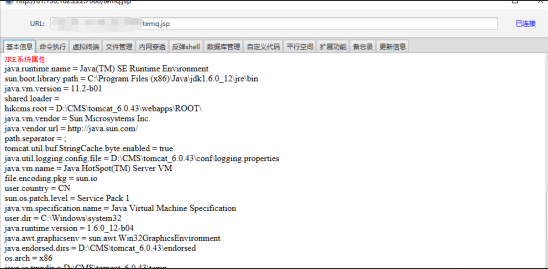 /temq.jsp
URL:
temq.jsp
已连接
基本信息 命令执行 虚拟终端 文件管理 内网穿透 反弹shell 数据库管理 自定义代码 平行空间 扩展功能 备忘录 更新信息
JRE系统属性:
java.runtime.name = Java(TM) SE Runtime Environment
sun.boot.library.path = C:\Program Files (x86)\Java\jdk1.6.0_12\jre\bin
java.vm.version = 11.2-b01
shared.loader =
hikcms.root = D:\CMS\tomcat_6.0.43\webapps\ROOT\
java.vm.vendor = Sun Microsystems Inc.
java.vendor.url = http://java.sun.com/
path.separator = ;
tomcat.util.buf.StringCache.byte.enabled = true
java.util.logging.config.file = D:\CMS\tomcat_6.0.43\conf\logging.properties
java.vm.name = Java HotSpot(TM) Server VM
file.encoding.pkg = sun.io
user.country = CN
sun.os.patch.level = Service Pack 1
java.vm.specification.name = Java Virtual Machine Specification
user.dir = C:\Windows\system32
java.runtime.version = 1.6.0_12-b04
java.awt.graphicsenv = sun.awt.Win32GraphicsEnvironment
java.endorsed.dirs = D:\CMS\tomcat_6.0.43\endorsed
os.arch = x86
java.io.tmpdir = D:\CMS\tomcat_6.0.43\temp